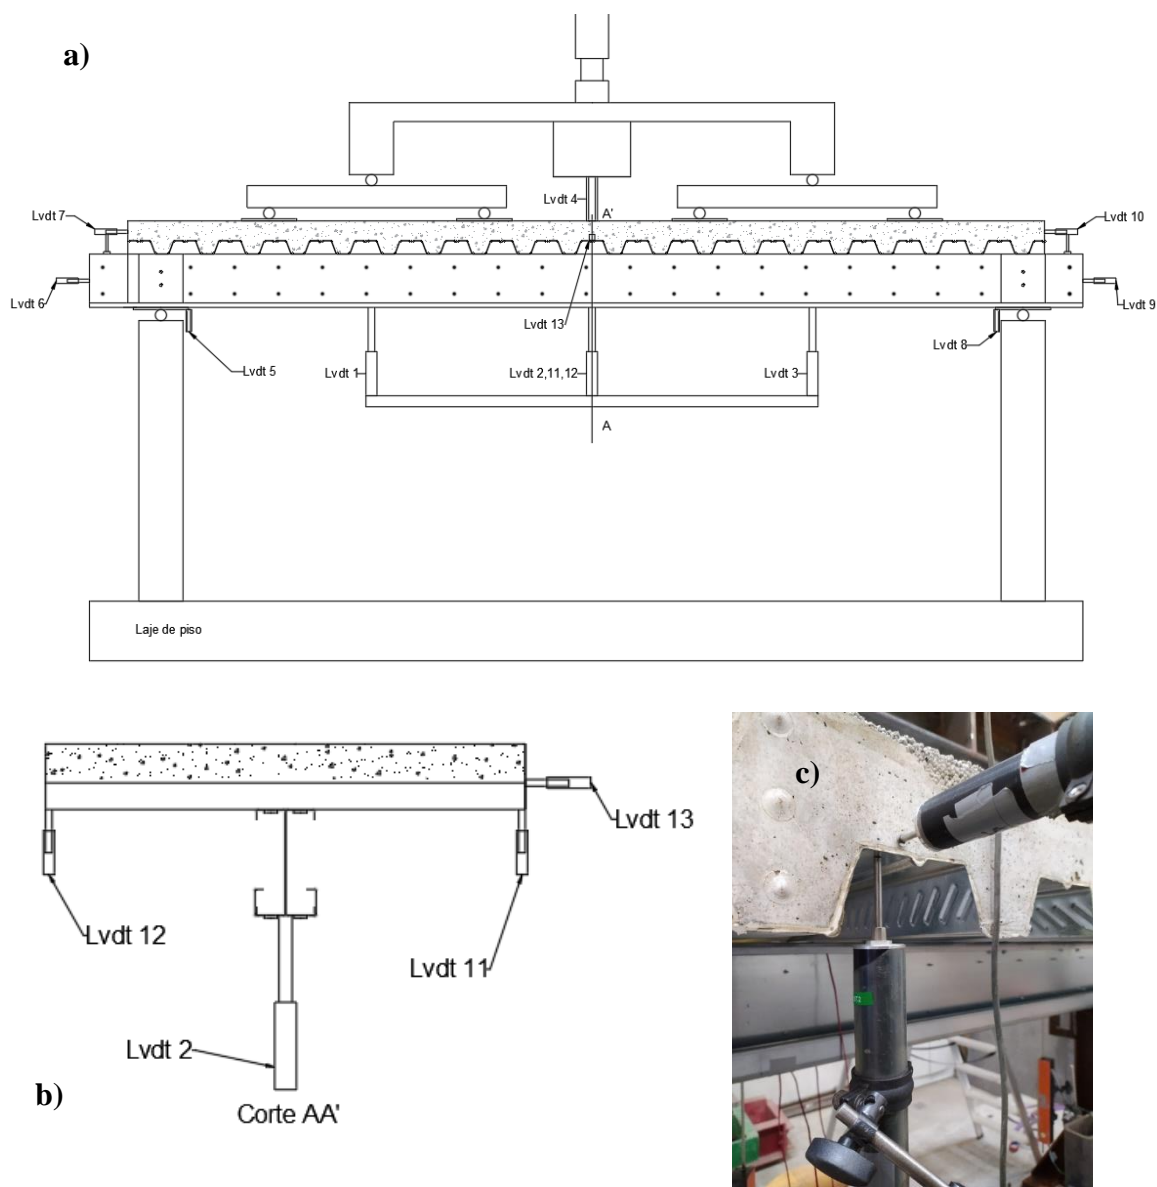 a)
Lvdt 4
A'
Lvdt 7
Lvdt 10
Lvdt 6
Lvdt 9
Lvdt 13
Lvdt 5
Lvdt 1
Lvdt 2,11,12
Lvdt 3
Lvdt 8
A
Laje de piso
Lvdt 13
Lvdt 12
Lvdt 11
Lvdt 2
b)
Corte AA'
c)